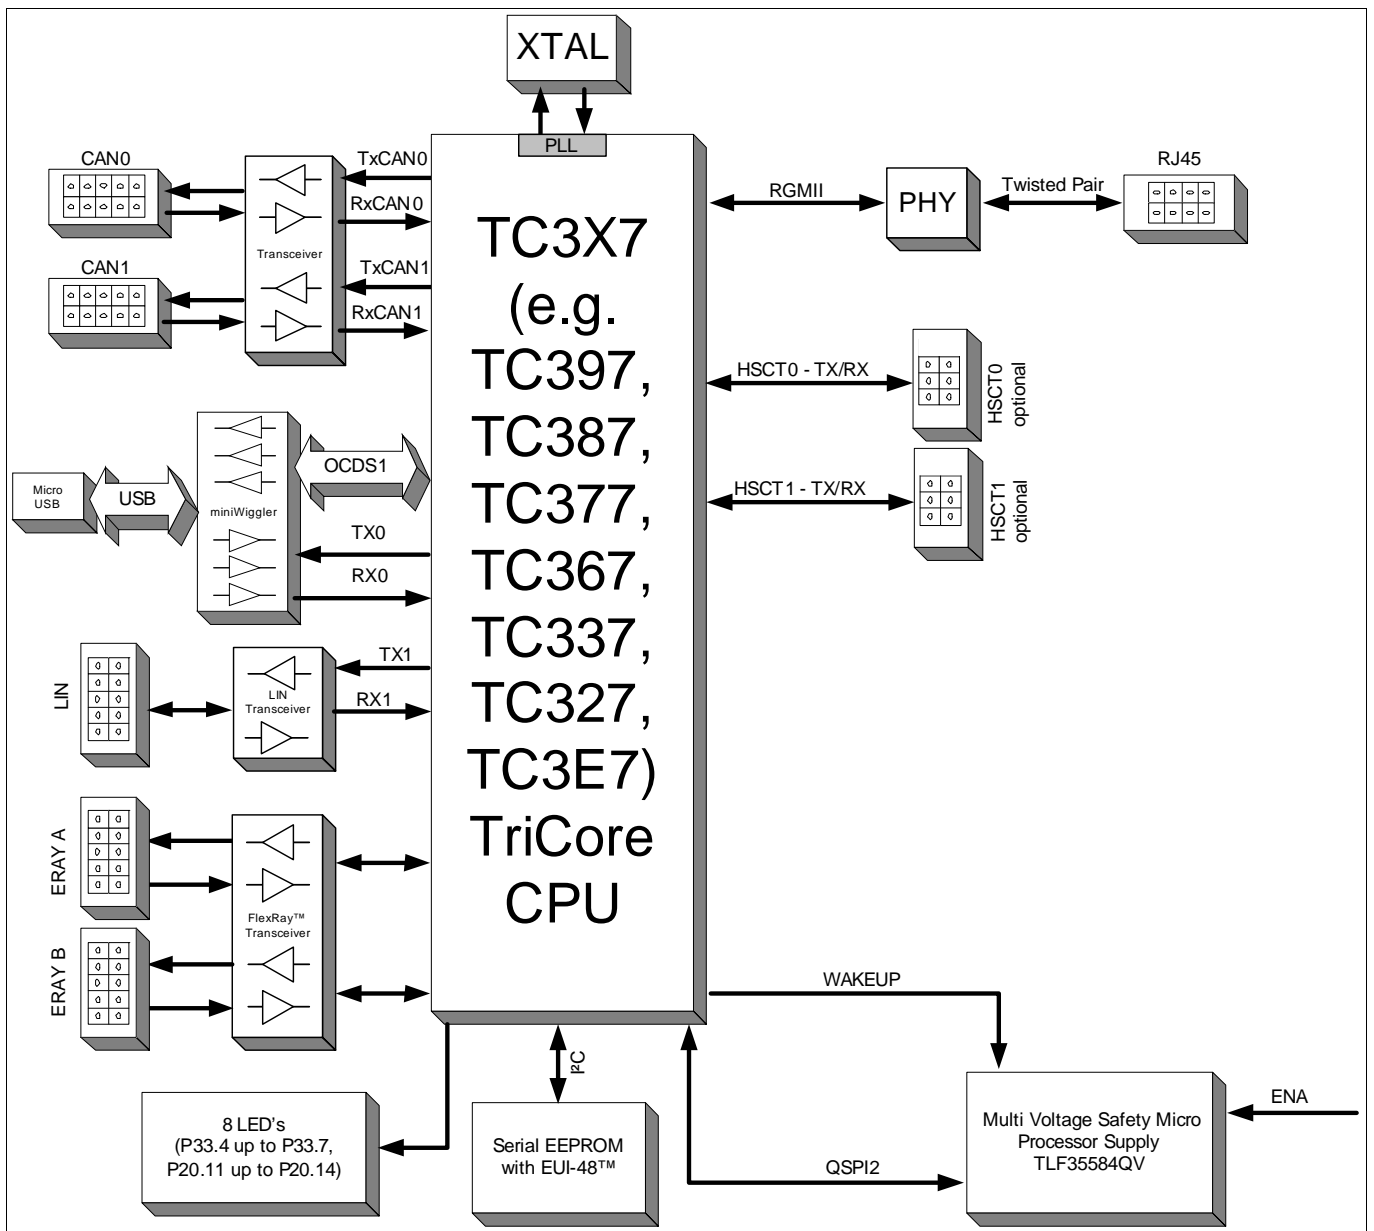 XTAL
PLL
CAN0
TxCAN0
RxCAN0
Transceiver
CAN1
TxCAN1
RxCAN1
TC3X7
(e.g.
TC397,
TC387,
TC377,
TC367,
TC337,
TC327,
TC3E7)
TriCore
CPU
RGMII
PHY
Twisted Pair
RJ45
HSCT0 - TX/RX
HSCT0
optional
HSCT1 - TX/RX
HSCT1
optional
Micro
USB
USB
miniWiggler
OCDS1
TX0
RX0
LIN
LIN
Transceiver
TX1
RX1
ERAY A
FlexRay™
Transceiver
ERAY B
WAKEUP
I²C
8 LED's
(P33.4 up to P33.7,
P20.11 up to P20.14)
Serial EEPROM
with EUI-48™
QSPI2
Multi Voltage Safety Micro
Processor Supply
TLF35584QV
ENA